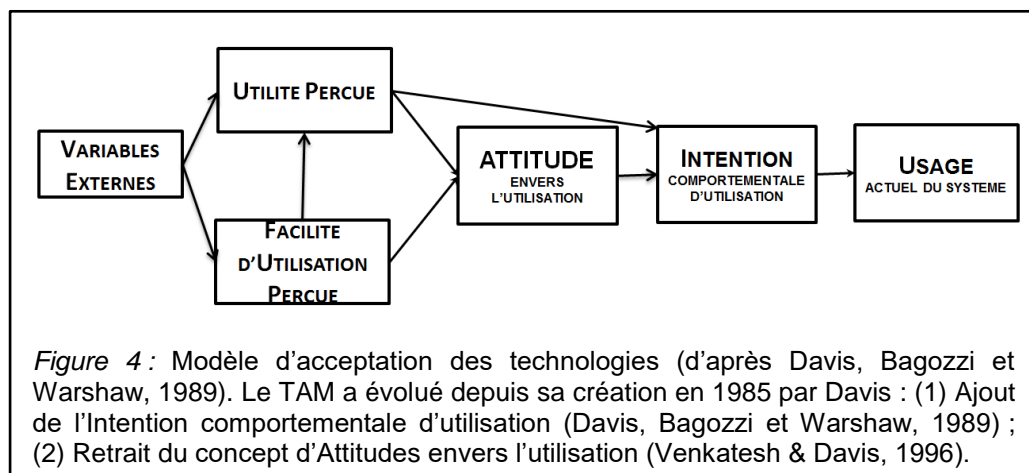 UTILITE PERCUE
VARIABLES
EXTERNES
FACILITE
D'UTILISATION
PERCUE
ATTITUDE
ENVERS
L'UTILISATION
INTENTION
COMPORTEMENTALE
D'UTILISATION
USAGE
ACTUEL DU SYSTEME
Figure 4 : Modèle d'acceptation des technologies (d'après Davis, Bagozzi et
Warshaw, 1989). Le TAM a évolué depuis sa création en 1985 par Davis : (1) Ajout
de l'Intention comportementale d'utilisation (Davis, Bagozzi et Warshaw, 1989) ;
(2) Retrait du concept d'Attitudes envers l'utilisation (Venkatesh & Davis, 1996).